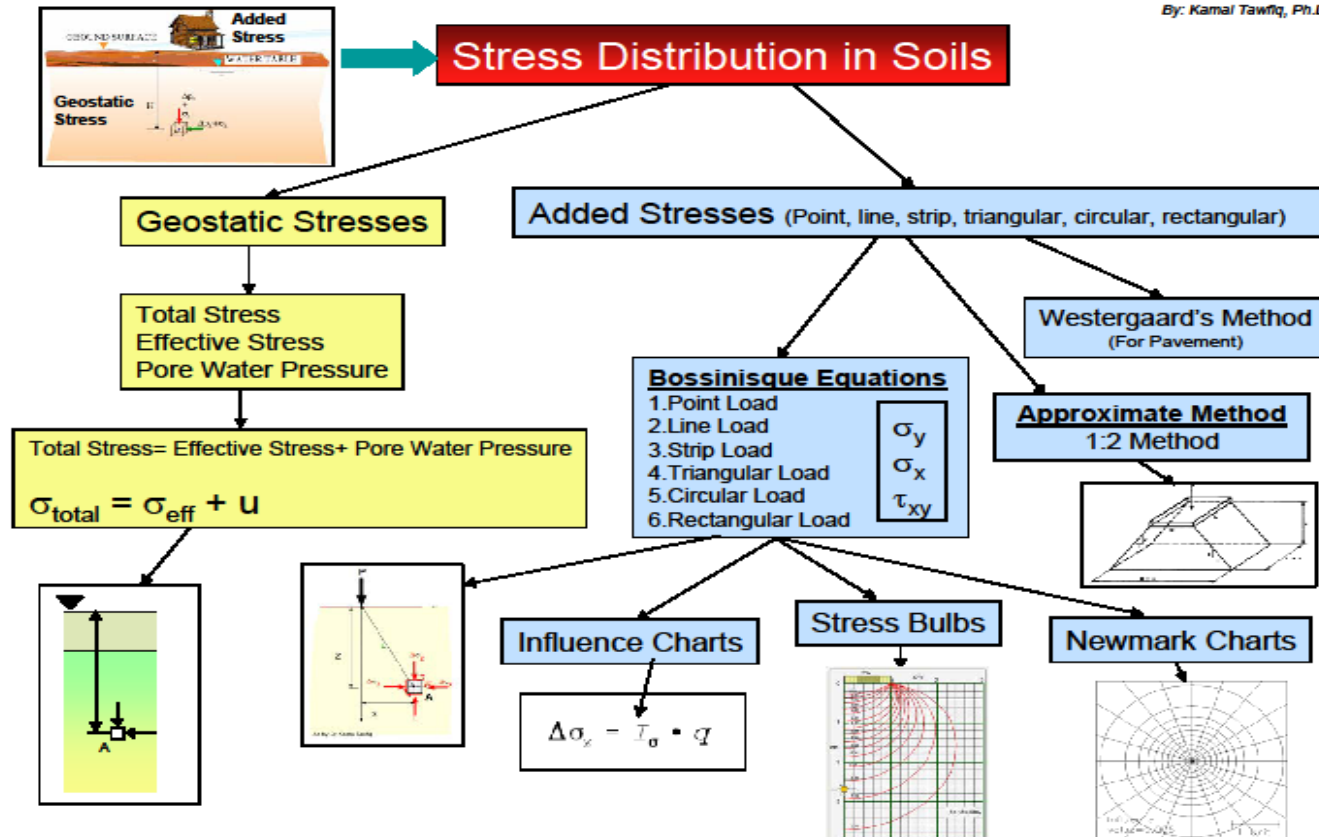 By: Kamal Tawfiq, Ph.D
Added
Stress
GROUND SURFACE
WATER TABLE
Geostatic
Stress
Stress Distribution in Soils
Geostatic Stresses
Added Stresses (Point, line, strip, triangular, circular, rectangular)
Total Stress
Effective Stress
Pore Water Pressure
Westergaard's Method
(For Pavement)
Bossinisque Equations
1.Point Load
2.Line Load
3.Strip Load
4.Triangular Load
5.Circular Load
6.Rectangular Load
σy
σx
τxy
Approximate Method
1:2 Method
Total Stress= Effective Stress+ Pore Water Pressure
σtotal = σeff + u
P
Z
A
A
Influence Charts
Stress Bulbs
Newmark Charts
Δσz = Iσ • q